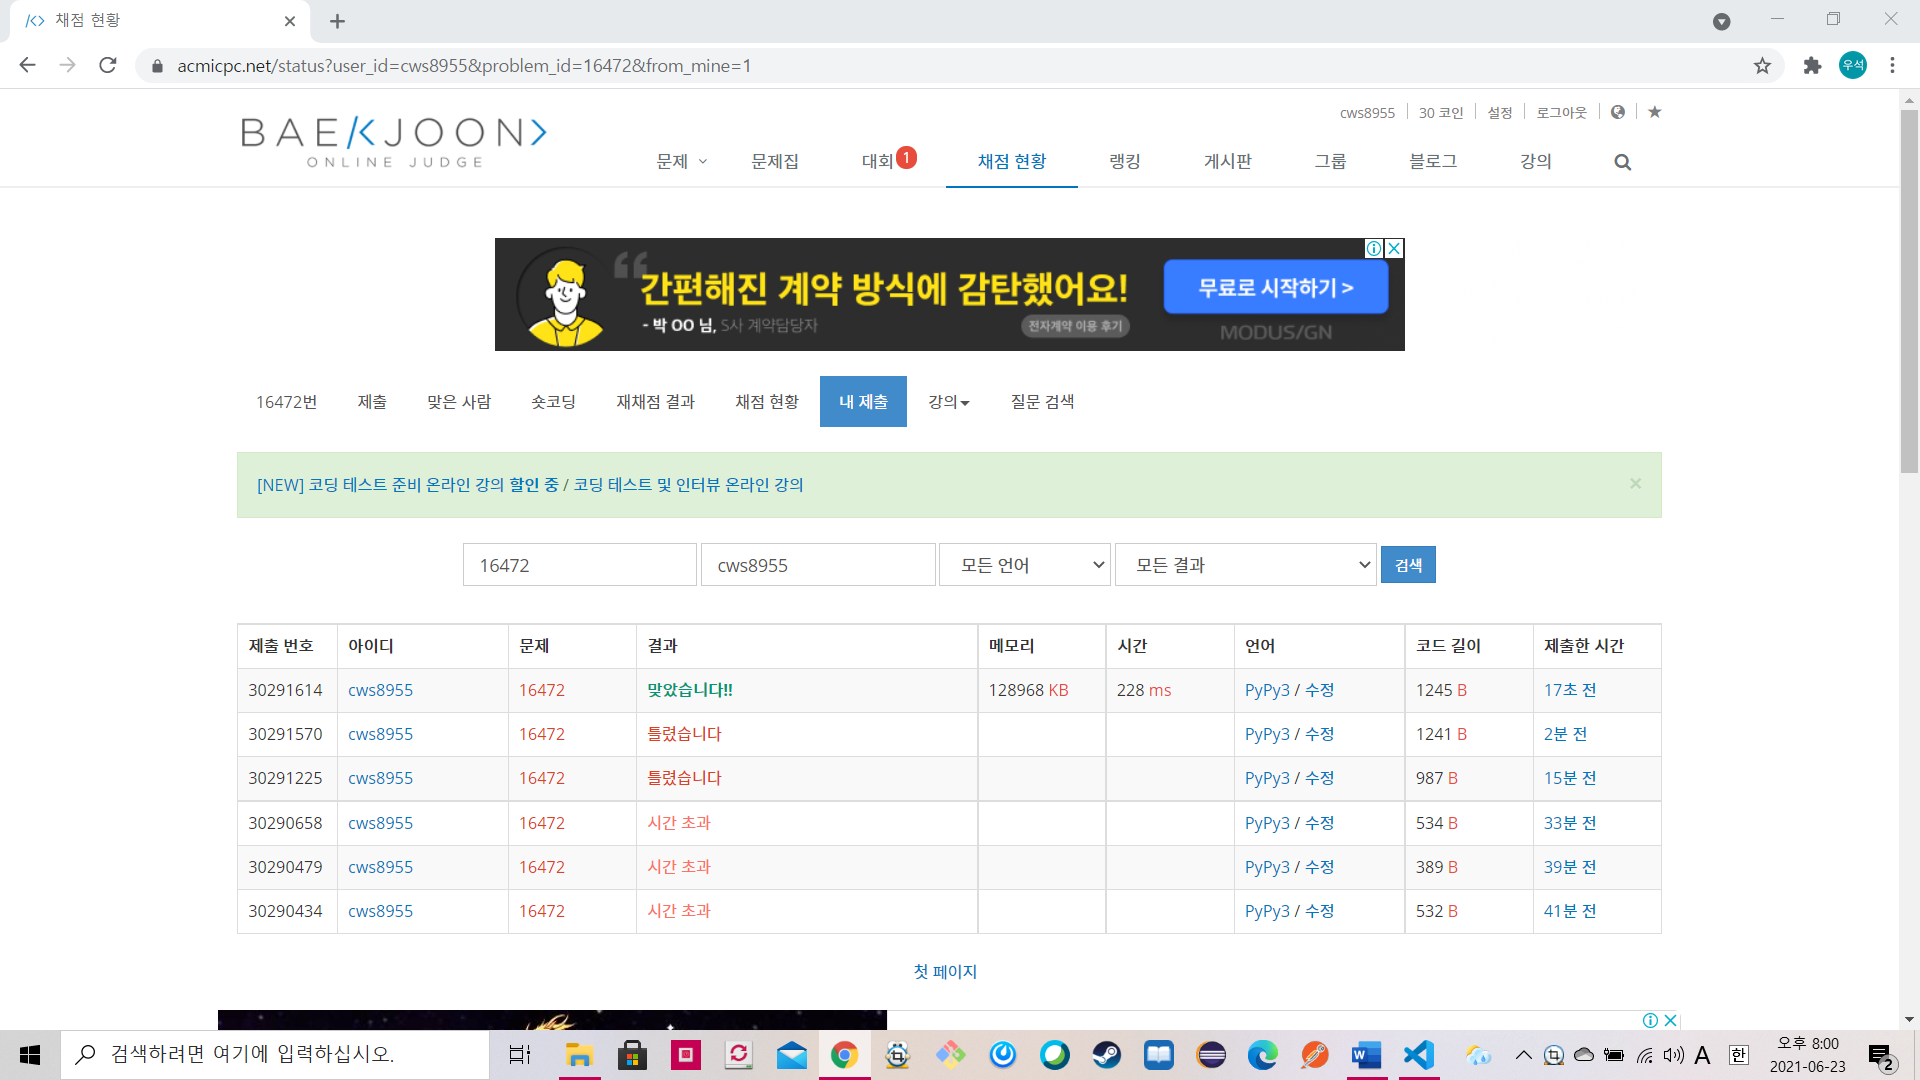 채점 현황
acmicpc.net/status?user_id=cws8955&problem_id=16472&from_mine=1
우석
cws8955 30 코인 설정 로그아웃
BAEKJOON
ONLINE JUDGE
문제 문제집 대회 1 채점 현황 랭킹 게시판 그룹 블로그 강의
간편해진 계약 방식에 감탄했어요!
- 박 OO 님, S사 계약담당자
전자계약 이용 후기
무료로 시작하기 >
MODUS/GN
16472번 제출 맞은 사람 숏코딩 재채점 결과 채점 현황 내 제출 강의 질문 검색
[NEW] 코딩 테스트 준비 온라인 강의 할인 중 / 코딩 테스트 및 인터뷰 온라인 강의
×
16472 cws8955 모든 언어 모든 결과 검색
제출 번호 아이디 문제 결과 메모리 시간 언어 코드 길이 제출한 시간
30291614 cws8955 16472 맞았습니다!! 128968 KB 228 ms PyPy3 / 수정 1245 B 17초 전
30291570 cws8955 16472 틀렸습니다 PyPy3 / 수정 1241 B 2분 전
30291225 cws8955 16472 틀렸습니다 PyPy3 / 수정 987 B 15분 전
30290658 cws8955 16472 시간 초과 PyPy3 / 수정 534 B 33분 전
30290479 cws8955 16472 시간 초과 PyPy3 / 수정 389 B 39분 전
30290434 cws8955 16472 시간 초과 PyPy3 / 수정 532 B 41분 전
첫 페이지
검색하려면 여기에 입력하십시오.
A 한 오후 8:00
2021-06-23
2